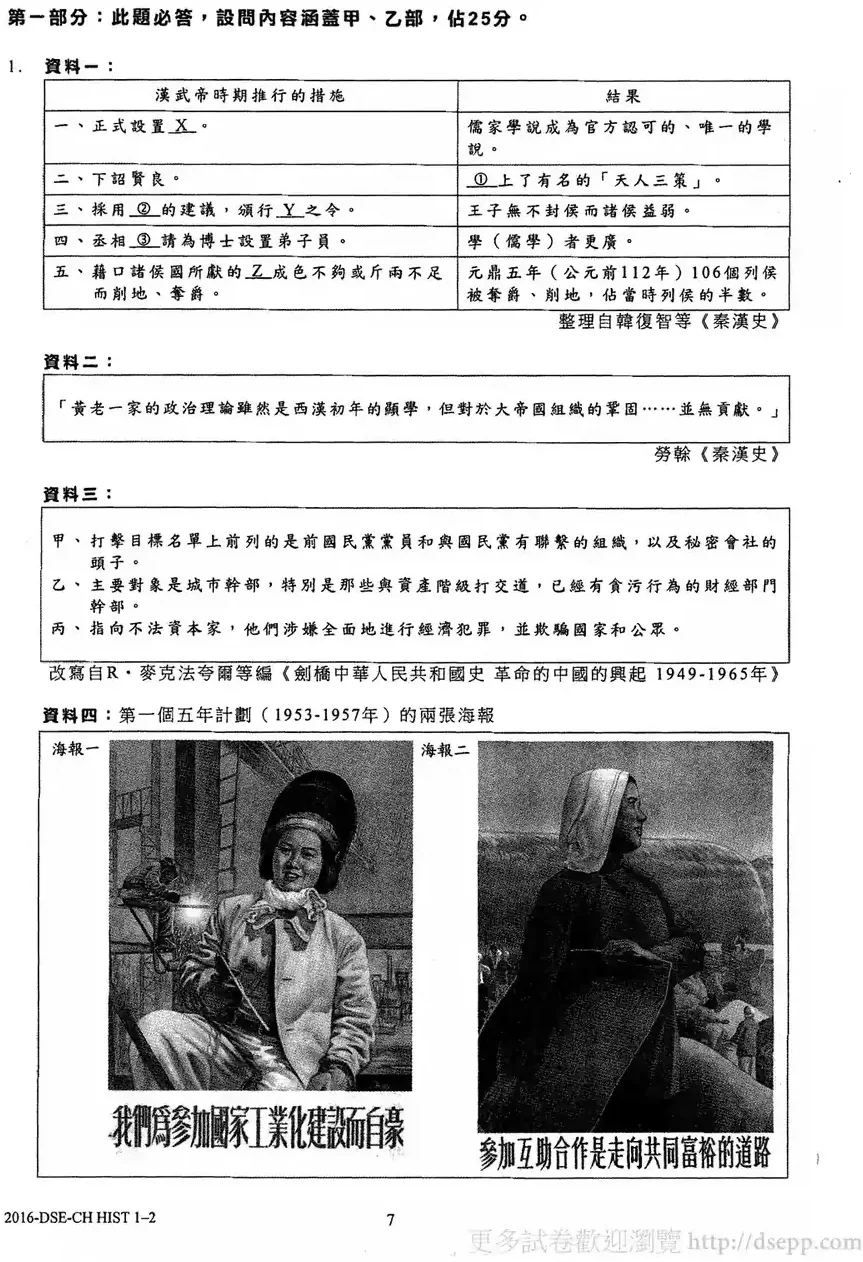 第一部分：此題必答，設問內容涵蓋甲、乙部，佔25分。
1. 資料一：
漢武帝時期推行的措施 結果
一、正式設置 X 。 儒家學說成為官方認可的、唯一的學
說。
二、下詔賢良。 ① 上了有名的「天人三策」。
三、採用 ② 的建議，頒行 Y 之令。 王子無不封侯而諸侯益弱。
四、丞相 ③ 請為博士設置弟子員。 學（儒學）者更廣。
五、藉口諸侯國所獻的 Z 成色不夠或斤兩不足 元鼎五年（公元前112年）106個列侯
而削地、奪爵。 被奪爵、削地，佔當時列侯的半數。
整理自韓復智等《秦漢史》
資料二：
「黃老一家的政治理論雖然是西漢初年的顯學，但對於大帝國組織的鞏固……並無貢獻。」
勞榦《秦漢史》
資料三：
甲、打擊目標名單上前列的是前國民黨黨員和與國民黨有聯繫的組織，以及秘密會社的
頭子。
乙、主要對象是城市幹部，特別是那些與資產階級打交道，已經有貪污行為的財經部門
幹部。
丙、指向不法資本家，他們涉嫌全面地進行經濟犯罪，並欺騙國家和公眾。
改寫自R·麥克法夸爾等編《劍橋中華人民共和國史 革命的中國的興起 1949-1965年》
資料四：第一個五年計劃（1953-1957年）的兩張海報
海報一 海報二
我們為參加國家工業化建設而自豪
參加互助合作是走向共同富裕的道路
2016-DSE-CH HIST 1–2 7
更多試卷歡迎瀏覽 http://dsepp.com